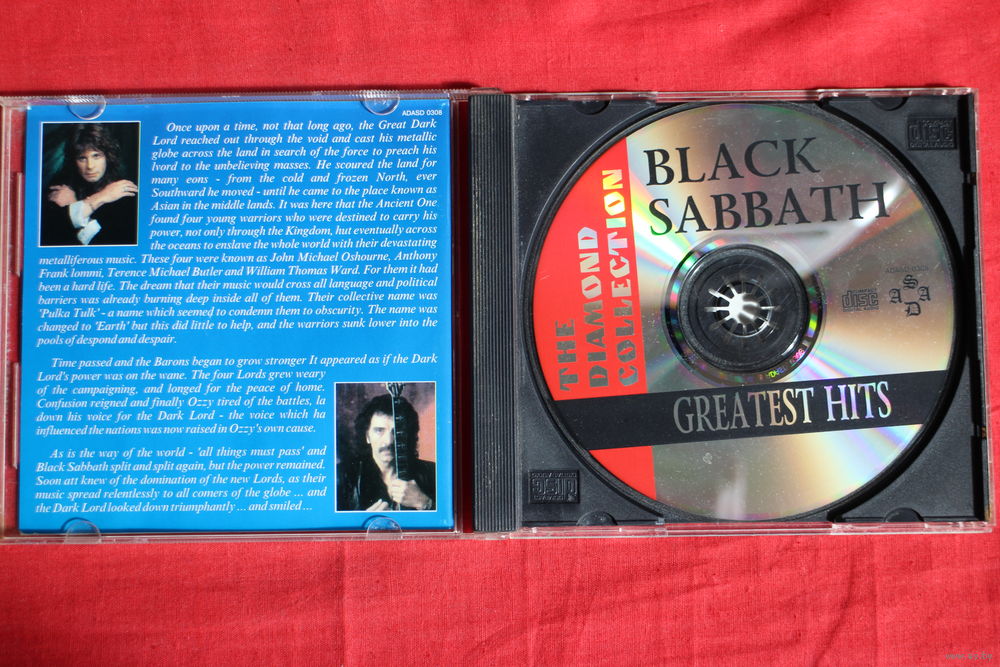 ADASD 0308
Once upon a time, not that long ago, the Great Dark
Lord reached out through the void and cast his metallic
globe across the land in search of the force to preach his
lvord to the unbelieving masses. He scoured the land for
many eons - from the cold and frozen North, ever
Southward he moved - until he came to the place known as
Asian in the middle lands. It was here that the Ancient One
found four young warriors who were destined to carry his
power, not only through the Kingdom, but eventually across
the oceans to enslave the whole world with their devastating
metalliferous music. These four were known as John Michael Oshourne, Anthony
Frank lommi, Terence Michael Butler and William Thomas Ward. For them it had
been a hard life. The dream that their music would cross all language and political
barriers was already burning deep inside all of them. Their collective name was
'Pulka Tulk' - a name which seemed to condemn them to obscurity. The name was
changed to 'Earth' but this did little to help, and the warriors sunk lower into the
pools of despond and despair.
Time passed and the Barons began to grow stronger It appeared as if the Dark
Lord's power was on the wane. The four Lords grew weary
of the campaigning, and longed for the peace of home.
Confusion reigned and finally Ozzy tired of the battles, la
down his voice for the Dark Lord - the voice which ha
influenced the nations was now raised in Ozzy's own cause.
As is the way of the world - 'all things must pass' and
Black Sabbath split and split again, but the power remained.
Soon att knew of the domination of the new Lords, as their
music spread relentlessly to all comers of the globe ... and
the Dark Lord looked down triumphantly ... and smiled ...
BLACK
SABBATH
THE
DIAMOND
COLLECTION
GREATEST HITS
ADASD 0308
COMPACT
disc
DIGITAL AUDIO
ASAD
COMPACT
disc
DIGITAL AUDIO
COMPACT
disc
DIGITAL AUDIO